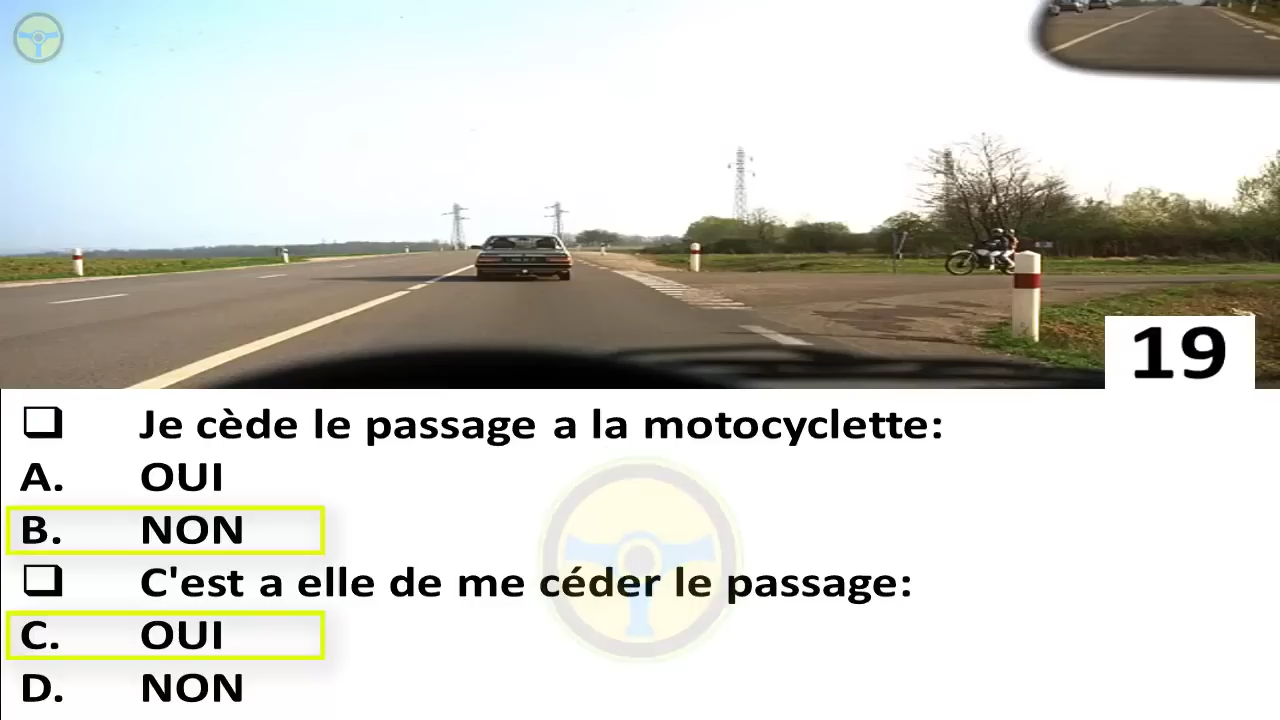 19
❑ Je cède le passage a la motocyclette:
A. OUI
B. NON
❑ C'est a elle de me céder le passage:
C. OUI
D. NON